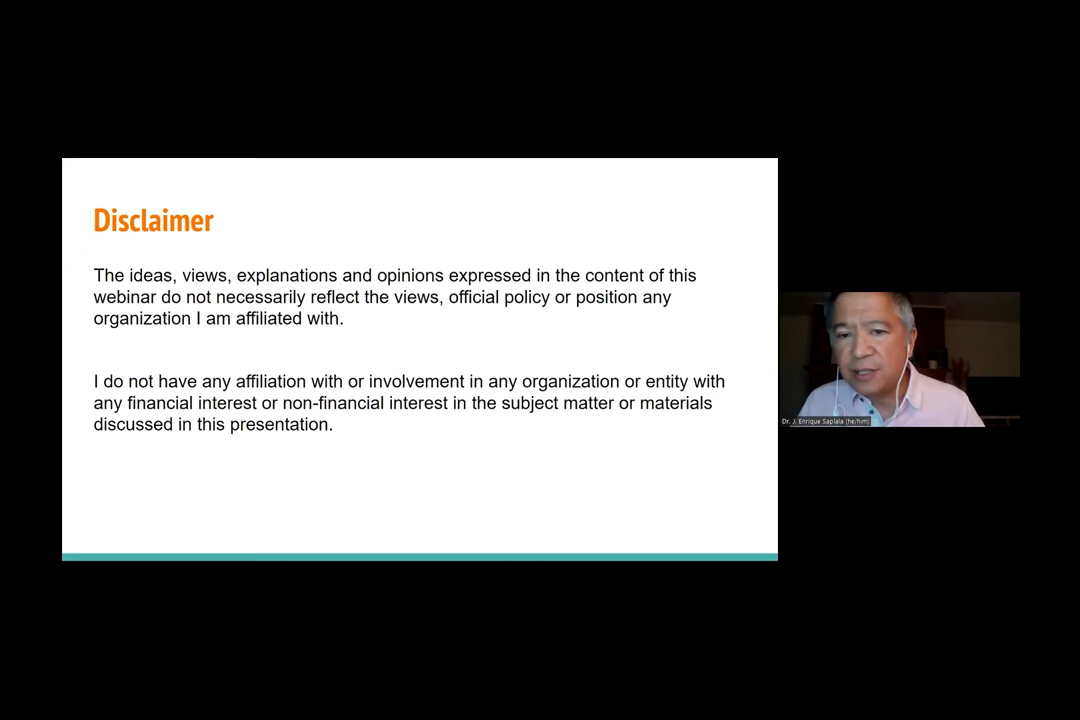 Disclaimer
The ideas, views, explanations and opinions expressed in the content of this
webinar do not necessarily reflect the views, official policy or position any
organization I am affiliated with.
I do not have any affiliation with or involvement in any organization or entity with
any financial interest or non-financial interest in the subject matter or materials
discussed in this presentation.
Dr. J. Enrique Saplala (he/him)